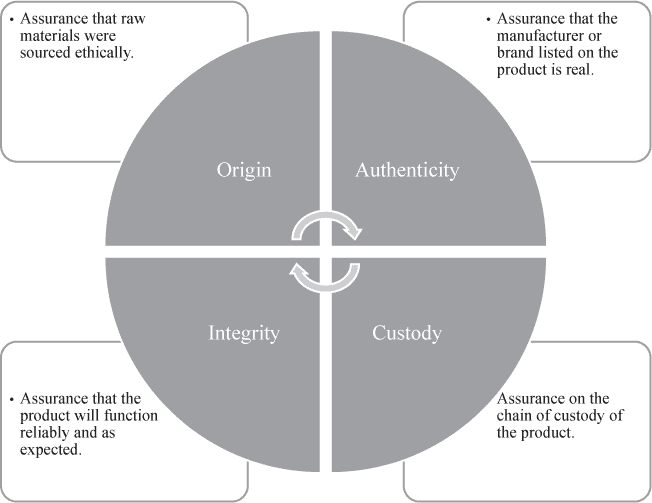 • Assurance that raw
materials were
sourced ethically.
• Assurance that the
manufacturer or
brand listed on the
product is real.
Origin
Authenticity
Integrity
Custody
• Assurance that the
product will function
reliably and as
expected.
Assurance on the
chain of custody of
the product.